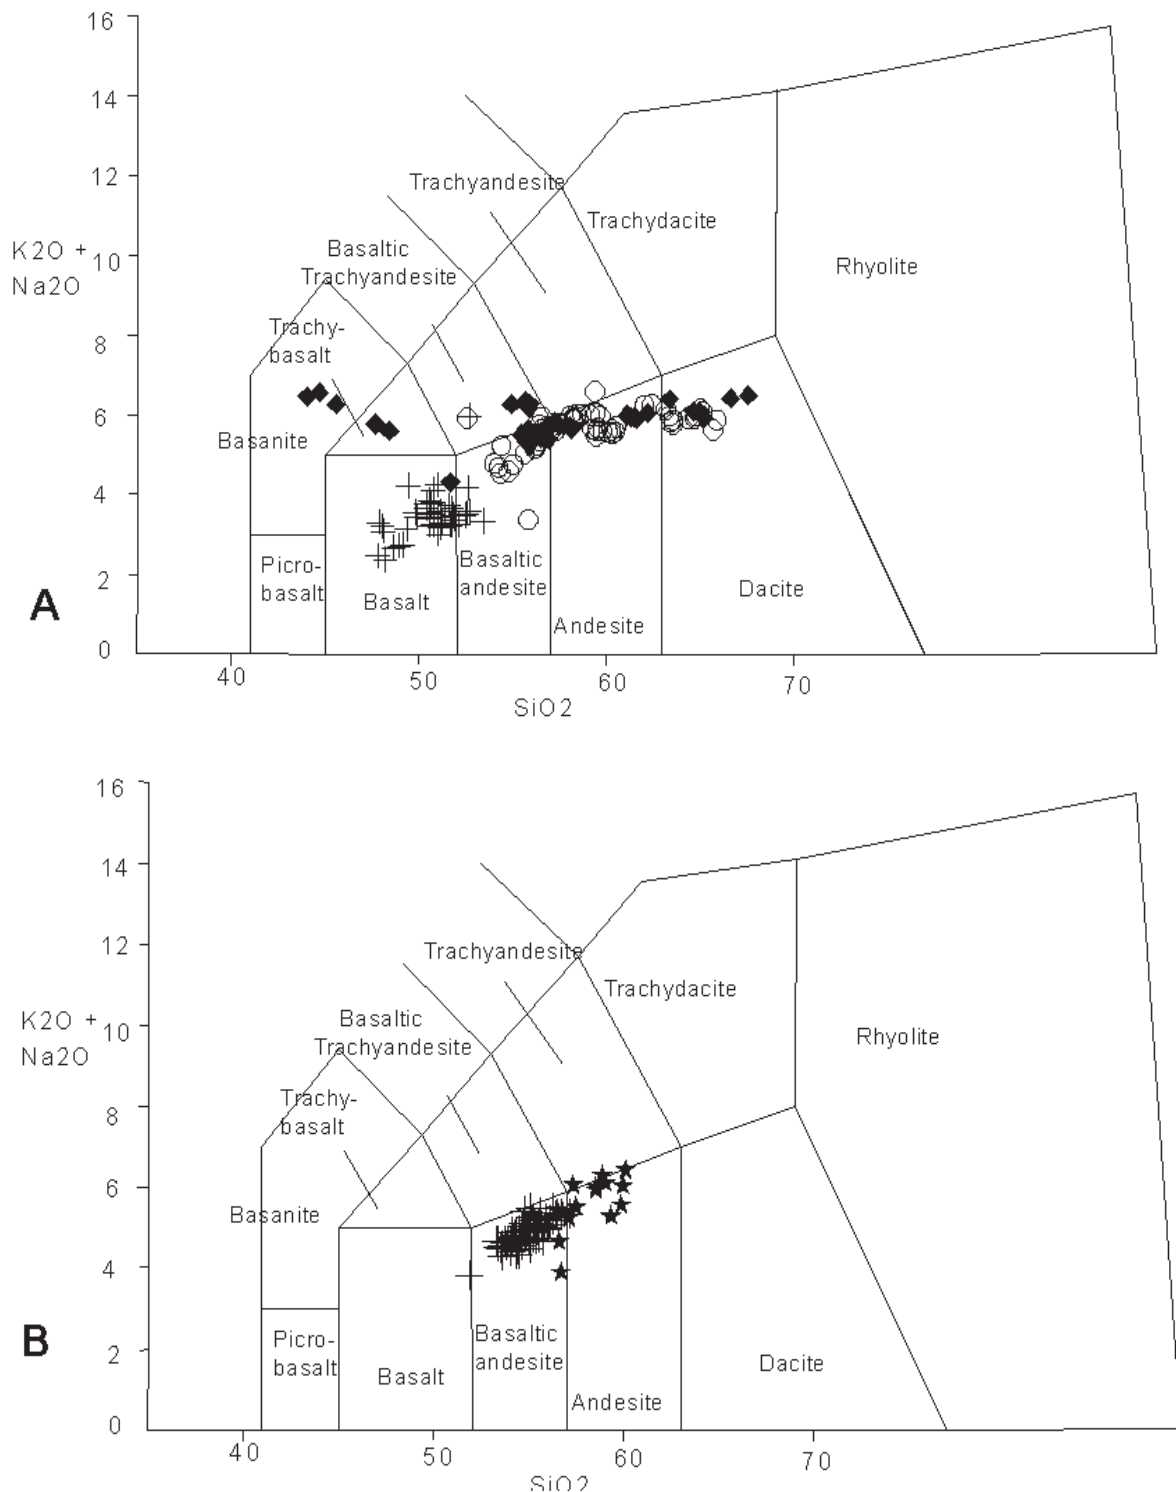 16
14
12
Trachyandesite
Trachydacite
K2O +
Na2O
10
Basaltic
Trachyandesite
Rhyolite
8
Trachy-
basalt
6
Basanite
4
2
Picro-
basalt
Basalt
Basaltic
andesite
Andesite
Dacite
A
0
40
50
60
70
SiO2
16
14
12
Trachyandesite
Trachydacite
K2O +
Na2O
10
Basaltic
Trachyandesite
Rhyolite
8
Trachy-
basalt
6
Basanite
4
2
Picro-
basalt
Basalt
Basaltic
andesite
Andesite
Dacite
B
0
40
50
60
70
SiO2